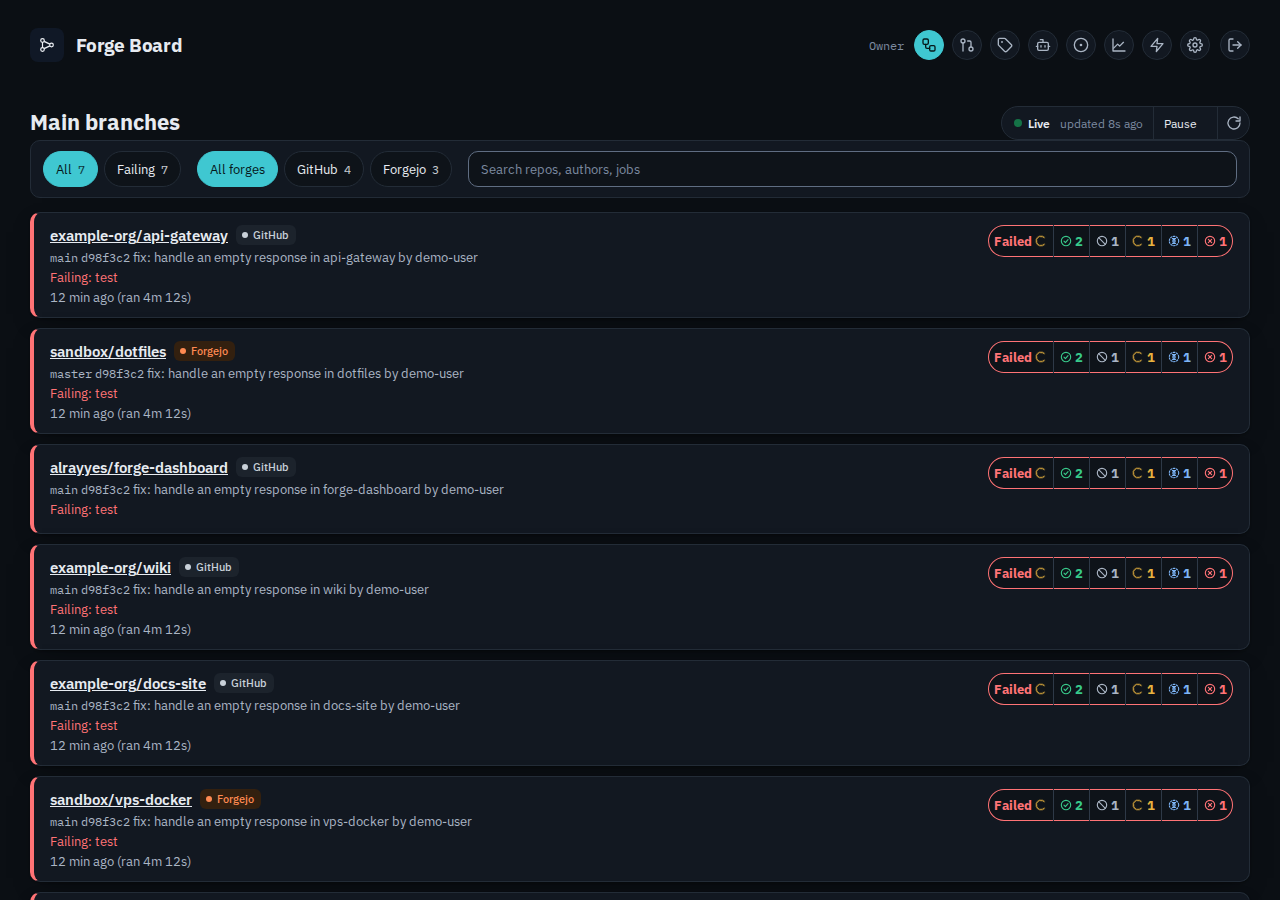 Forge Board
Owner
Main branches
Live updated 8s ago Pause
All 7 Failing 7 All forges GitHub 4 Forgejo 3 Search repos, authors, jobs
example-org/api-gateway GitHub
Failed 2 1 1 1 1
main d98f3c2 fix: handle an empty response in api-gateway by demo-user
Failing: test
12 min ago (ran 4m 12s)
sandbox/dotfiles Forgejo
Failed 2 1 1 1 1
master d98f3c2 fix: handle an empty response in dotfiles by demo-user
Failing: test
12 min ago (ran 4m 12s)
alrayyes/forge-dashboard GitHub
Failed 2 1 1 1 1
main d98f3c2 fix: handle an empty response in forge-dashboard by demo-user
Failing: test
example-org/wiki GitHub
Failed 2 1 1 1 1
main d98f3c2 fix: handle an empty response in wiki by demo-user
Failing: test
12 min ago (ran 4m 12s)
example-org/docs-site GitHub
Failed 2 1 1 1 1
main d98f3c2 fix: handle an empty response in docs-site by demo-user
Failing: test
12 min ago (ran 4m 12s)
sandbox/vps-docker Forgejo
Failed 2 1 1 1 1
main d98f3c2 fix: handle an empty response in vps-docker by demo-user
Failing: test
12 min ago (ran 4m 12s)